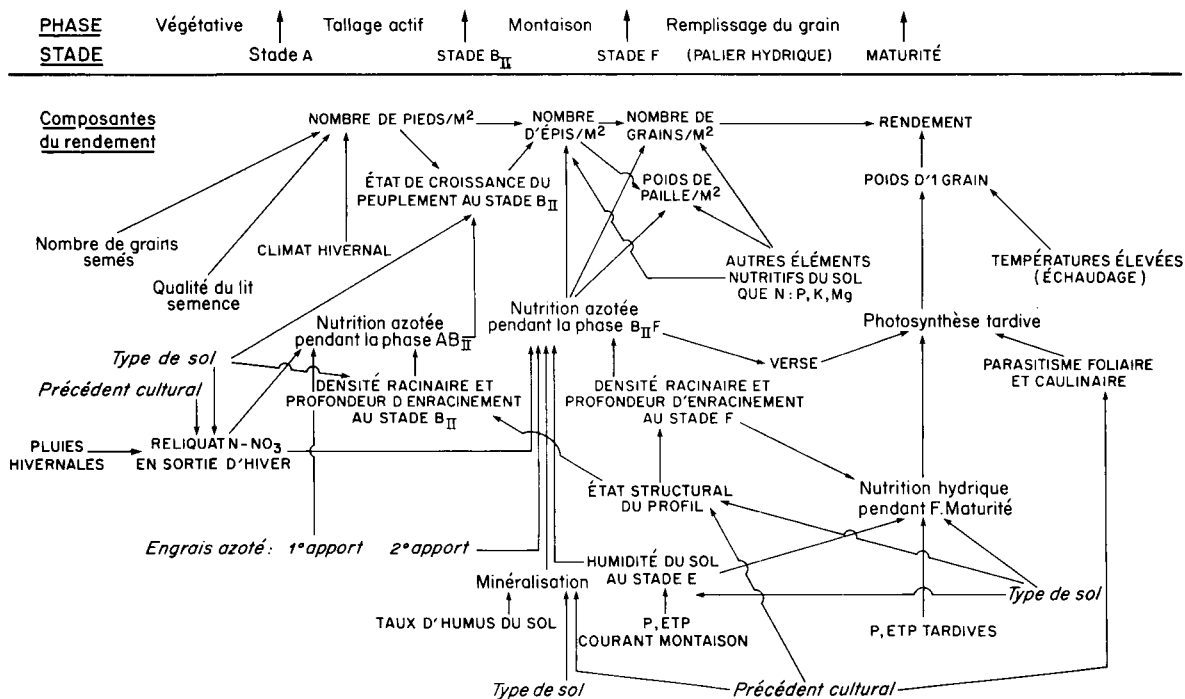 PHASE Végétative Tallage actif Montaison Remplissage du grain
STADE Stade A STADE BII STADE F (PALIER HYDRIQUE) MATURITÉ
Composantes
du rendement
NOMBRE DE PIEDS/M²
NOMBRE
D'ÉPIS/M²
NOMBRE DE
GRAINS/M²
RENDEMENT
ÉTAT DE CROISSANCE DU
PEUPLEMENT AU STADE BII
POIDS DE
PAILLE/M²
POIDS D'1 GRAIN
Nombre de grains
semés
CLIMAT HIVERNAL
Qualité du lit
semence
AUTRES ÉLÉMENTS
NUTRITIFS DU SOL
QUE N : P, K, Mg
TEMPÉRATURES ÉLEVÉES
(ÉCHAUDAGE)
Nutrition azotée
pendant la phase ABII
Nutrition azotée
pendant la phase BIIF
Photosynthèse tardive
Type de sol
Précédent cultural
VERSE
PARASITISME FOLIAIRE
ET CAULINAIRE
DENSITÉ RACINAIRE ET
PROFONDEUR D'ENRACINEMENT
AU STADE BII
DENSITÉ RACINAIRE ET
PROFONDEUR D'ENRACINEMENT
AU STADE F
PLUIES
HIVERNALES
RELIQUAT N-NO3
EN SORTIE D'HIVER
ÉTAT STRUCTURAL
DU PROFIL
Nutrition hydrique
pendant F. Maturité
Engrais azoté : 1° apport 2° apport
HUMIDITÉ DU SOL
AU STADE E
Minéralisation
Type de sol
TAUX D'HUMUS DU SOL
P, ETP
COURANT MONTAISON
P, ETP TARDIVES
Type de sol
Précédent cultural